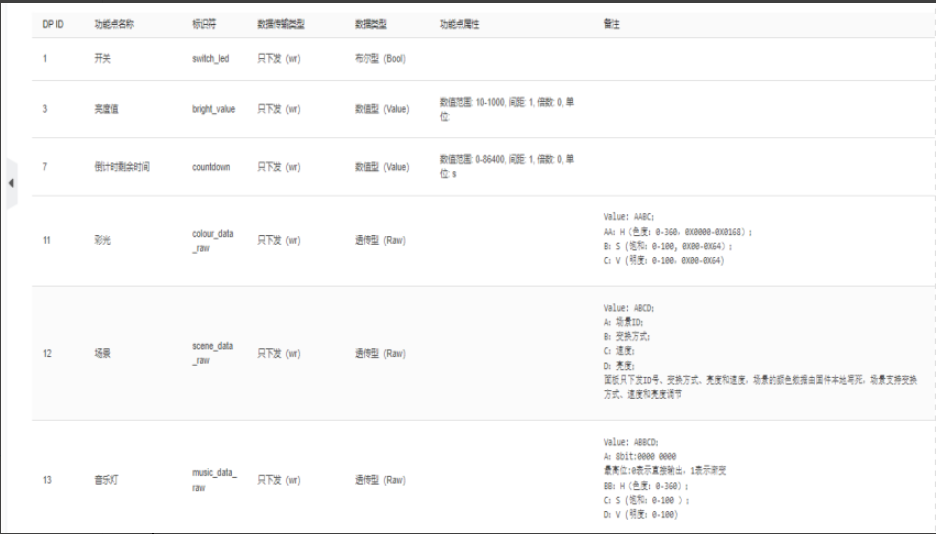 DP ID 功能点名称 标识符 数据传输类型 数据类型 功能点属性 备注
1 开关 switch_led 只下发 (wr) 布尔型 (Bool)
3 亮度值 bright_value 只下发 (wr) 数值型 (Value) 数值范围: 10-1000, 间距: 1, 倍数: 0, 单
位:
7 倒计时剩余时间 countdown 只下发 (wr) 数值型 (Value) 数值范围: 0-86400, 间距: 1, 倍数: 0, 单
位: s
11 彩光 colour_data
_raw 只下发 (wr) 透传型 (Raw)
Value: AABC;
AA: H (色度: 0-360, 0X0000-0X0168);
B: S (饱和: 0-100, 0X00-0X64);
C: V (明度: 0-100, 0X00-0X64)
12 场景 scene_data
_raw 只下发 (wr) 透传型 (Raw)
Value: ABCD;
A: 场景ID;
B: 变换方式;
C: 速度;
D: 亮度;
面板只下发ID号、变换方式、亮度和速度, 场景的颜色数据由固件本地写死, 场景支持变换
方式、速度和亮度调节
13 音乐灯 music_data_
raw 只下发 (wr) 透传型 (Raw)
Value: ABBCD;
A: 8bit:0000 0000
最高位:0表示直接输出, 1表示渐变
BB: H (色度: 0-360);
C: S (饱和: 0-100 );
D: V (明度: 0-100)